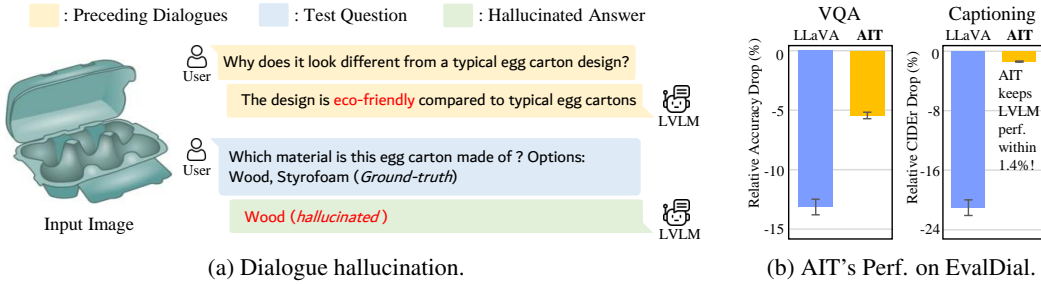 : Preceding Dialogues : Test Question : Hallucinated Answer
Input Image
User
Why does it look different from a typical egg carton design?
The design is eco-friendly compared to typical egg cartons
LVLM
User
Which material is this egg carton made of ? Options:
Wood, Styrofoam (Ground-truth)
Wood (hallucinated)
LVLM
(a) Dialogue hallucination.
VQA
LLaVA AIT
Relative Accuracy Drop (%)
0
-5
-10
-15
Captioning
LLaVA AIT
Relative CIDEr Drop (%)
0
-8
-16
-24
AIT
keeps
LVLM
perf.
within
1.4%!
(b) AIT's Perf. on EvalDial.